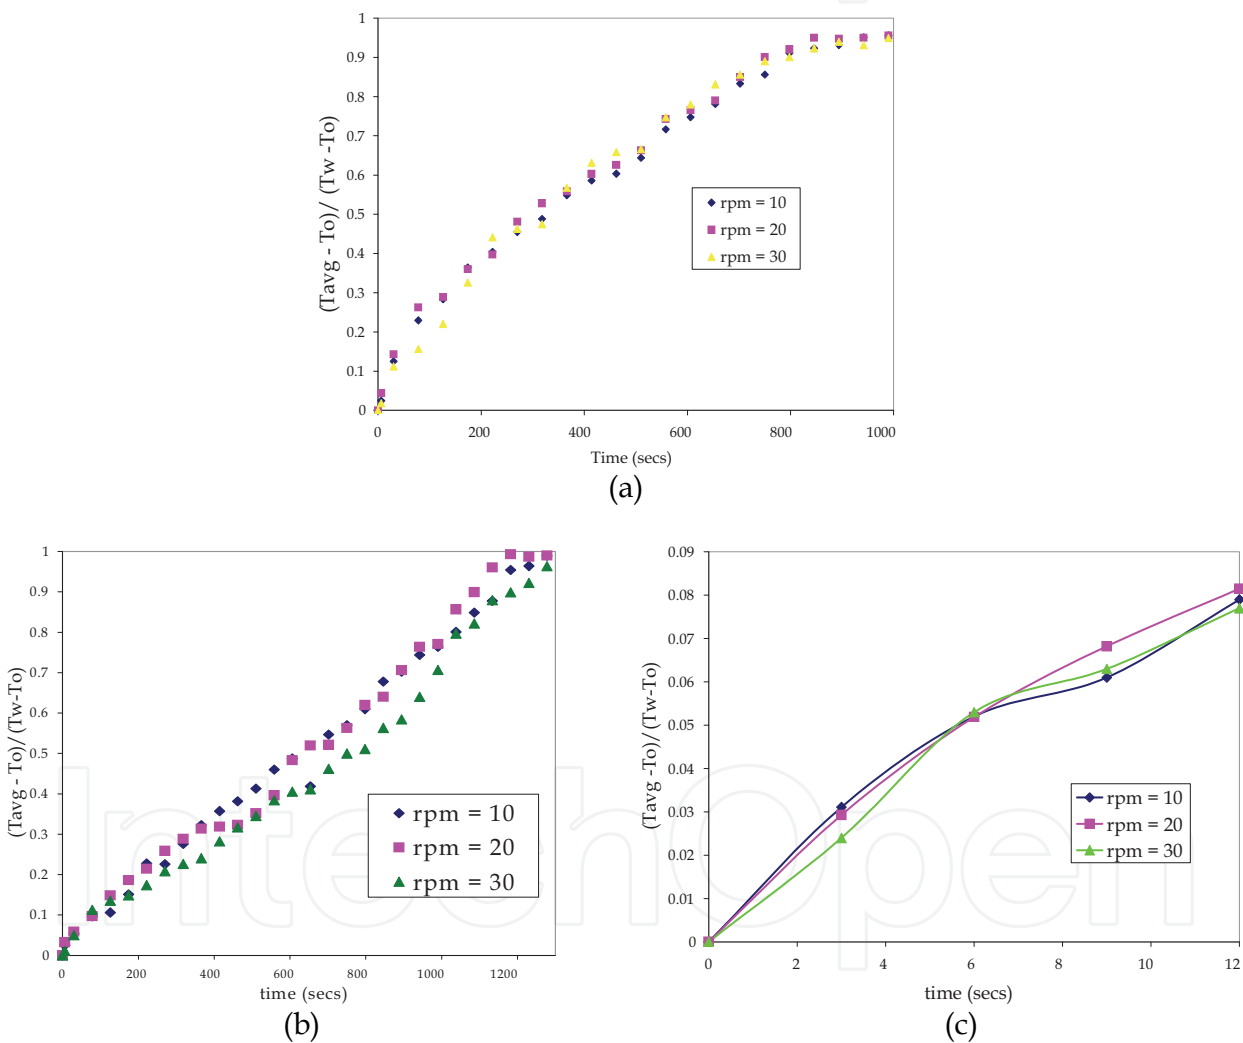 (Tavg - To)/ (Tw -To)
1
0.9
0.8
0.7
0.6
0.5
0.4
0.3
0.2
0.1
0
0
200
400
600
800
1000
Time (secs)
rpm = 10
rpm = 20
rpm = 30
(a)
(Tavg - To)/ (Tw-To)
1
0.9
0.8
0.7
0.6
0.5
0.4
0.3
0.2
0.1
0
0
200
400
600
800
1000
1200
time (secs)
rpm = 10
rpm = 20
rpm = 30
(b)
(Tavg -To)/ (Tw-To)
0.09
0.08
0.07
0.06
0.05
0.04
0.03
0.02
0.01
0
0
2
4
6
8
10
12
time (secs)
rpm = 10
rpm = 20
rpm = 30
(c)
IntechOpen